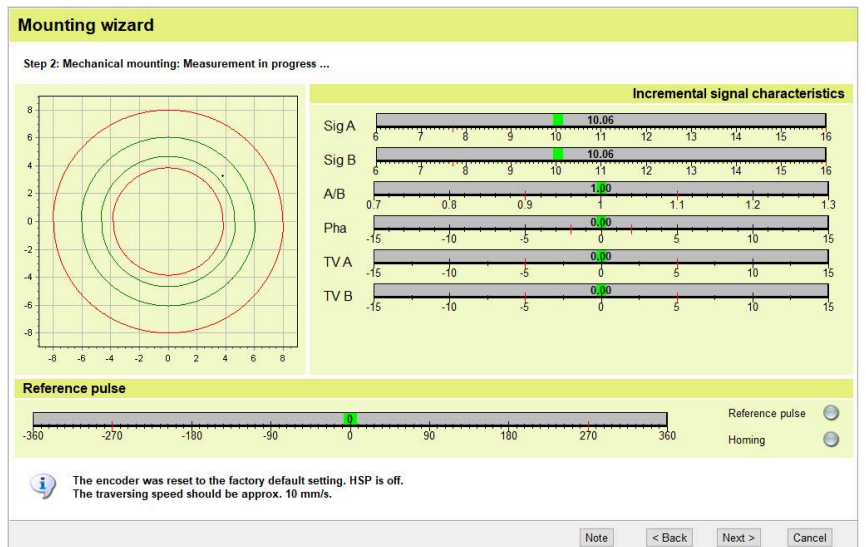 Mounting wizard
Step 2: Mechanical mounting: Measurement in progress ...
8
6
4
2
0
-2
-4
-6
-8
-8 -6 -4 -2 0 2 4 6 8
Incremental signal characteristics
Sig A 10.06
6 7 8 9 10 11 12 13 14 15 16
Sig B 10.06
6 7 8 9 10 11 12 13 14 15 16
A/B 1.00
0.7 0.8 0.9 1 1.1 1.2 1.3
Pha 0.00
-15 -10 -5 0 5 10 15
TV A 0.00
-15 -10 -5 0 5 10 15
TV B 0.00
-15 -10 -5 0 5 10 15
Reference pulse
0
-360 -270 -180 -90 0 90 180 270 360
Reference pulse
Homing
The encoder was reset to the factory default setting. HSP is off.
The traversing speed should be approx. 10 mm/s.
Note < Back Next > Cancel